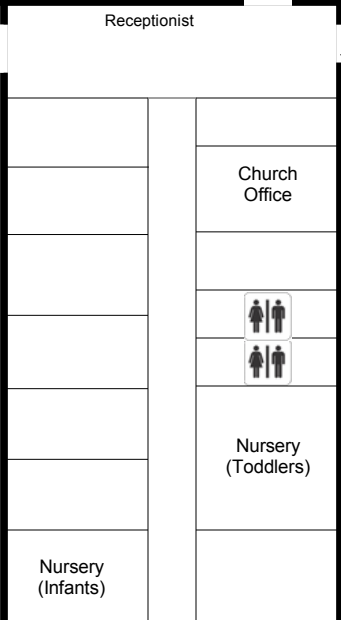 Receptionist
Church
Office
Nursery
(Toddlers)
Nursery
(Infants)